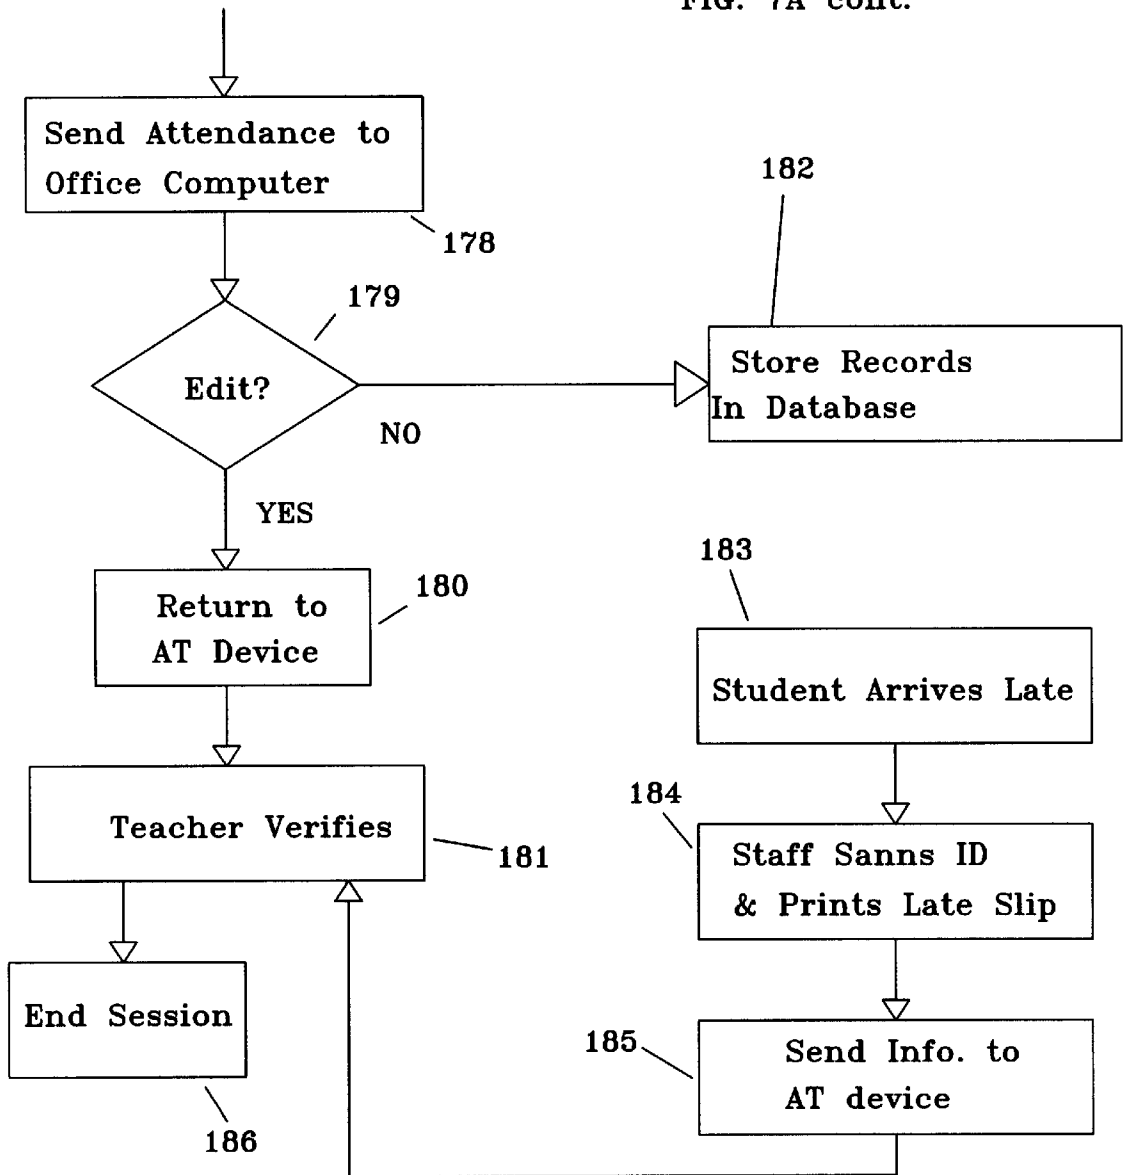 FIG. 7A cont.
Send Attendance to
Office Computer
178
179
Edit?
NO
YES
182
Store Records
In Database
Return to
AT Device
180
Teacher Verifies
181
End Session
186
183
Student Arrives Late
184
Staff Sanns ID
& Prints Late Slip
185
Send Info. to
AT device